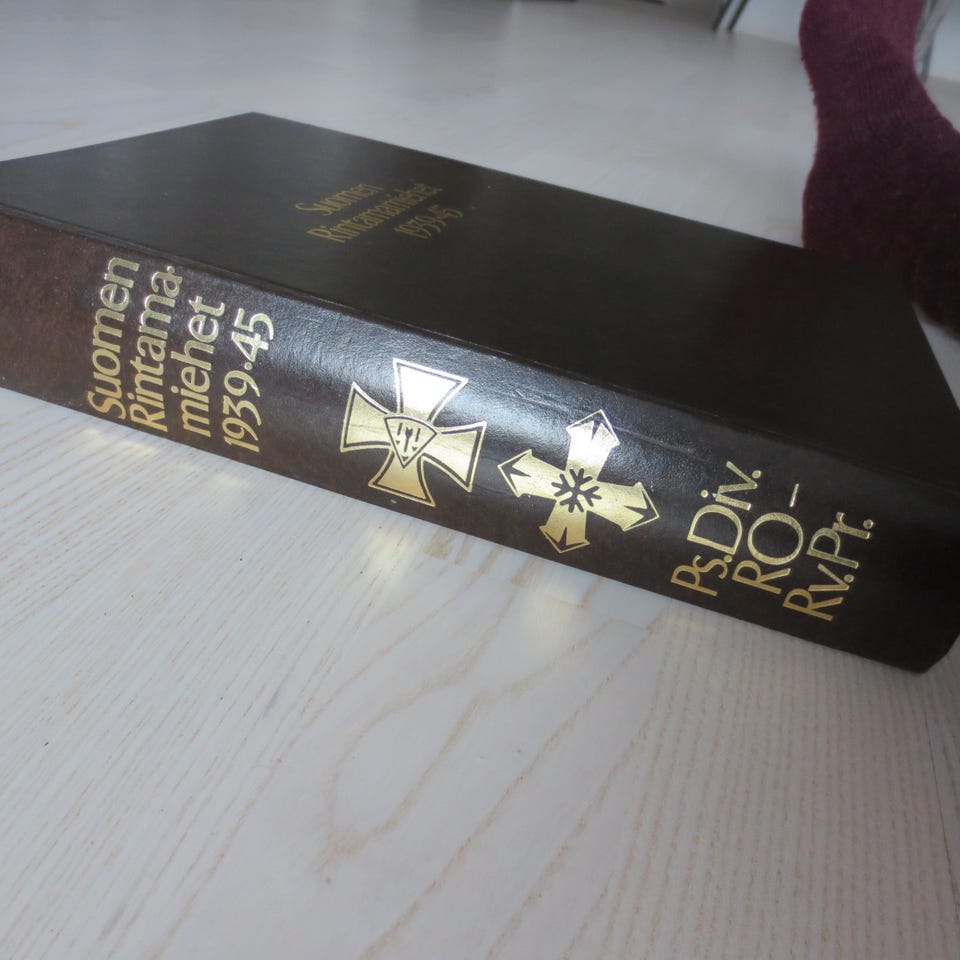 Suomen
Rintamamiehet
1939-45
Suomen
Rintama-
miehet
1939·45
Ps.Div.
RO–
Rv.Pr.